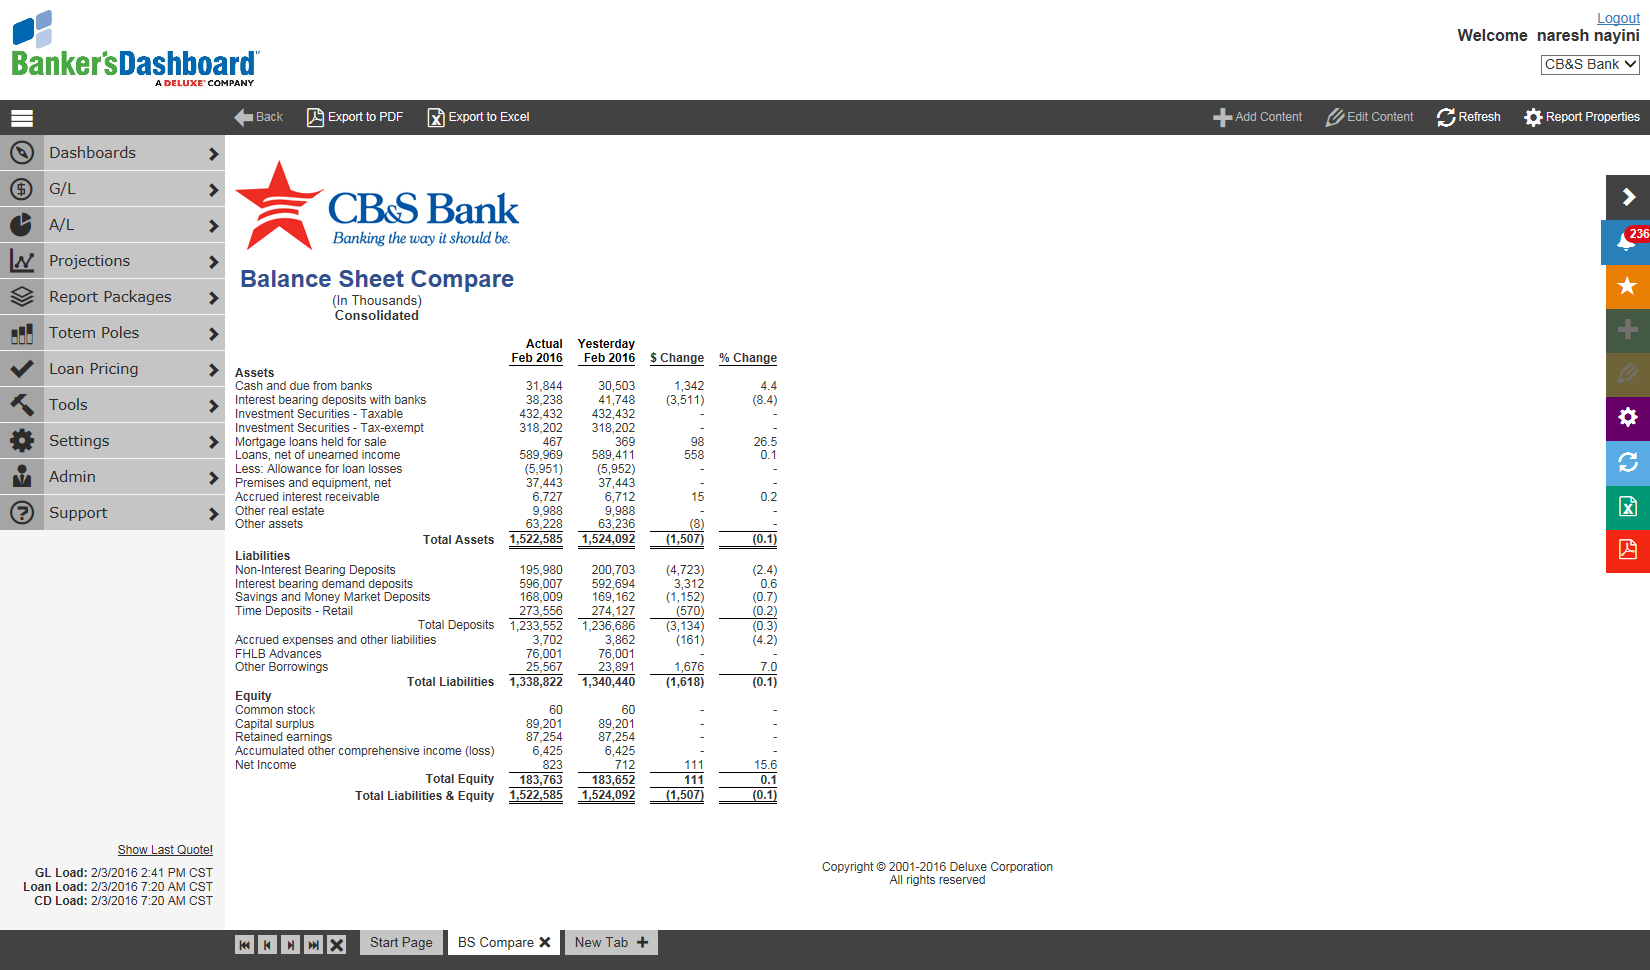 Banker'sDashboard
A DELUXE COMPANY
Logout
Welcome naresh nayini
CB&S Bank
Back
Export to PDF
Export to Excel
Add Content
Edit Content
Refresh
Report Properties
Dashboards
G/L
A/L
Projections
Report Packages
Totem Poles
Loan Pricing
Tools
Settings
Admin
Support
236
CB&S Bank
Banking the way it should be.
Balance Sheet Compare
(In Thousands)
Consolidated
Actual Yesterday
Feb 2016 Feb 2016 $ Change % Change
Assets
Cash and due from banks 31,844 30,503 1,342 4.4
Interest bearing deposits with banks 38,238 41,748 (3,511) (8.4)
Investment Securities - Taxable 432,432 432,432 - -
Investment Securities - Tax-exempt 318,202 318,202 - -
Mortgage loans held for sale 467 369 98 26.5
Loans, net of unearned income 589,969 589,411 558 0.1
Less: Allowance for loan losses (5,951) (5,952) - -
Premises and equipment, net 37,443 37,443 - -
Accrued interest receivable 6,727 6,712 15 0.2
Other real estate 9,988 9,988 - -
Other assets 63,228 63,236 (8) -
Total Assets 1,522,585 1,524,092 (1,507) (0.1)
Liabilities
Non-Interest Bearing Deposits 195,980 200,703 (4,723) (2.4)
Interest bearing demand deposits 596,007 592,694 3,312 0.6
Savings and Money Market Deposits 168,009 169,162 (1,152) (0.7)
Time Deposits - Retail 273,556 274,127 (570) (0.2)
Total Deposits 1,233,552 1,236,686 (3,134) (0.3)
Accrued expenses and other liabilities 3,702 3,862 (161) (4.2)
FHLB Advances 76,001 76,001 - -
Other Borrowings 25,567 23,891 1,676 7.0
Total Liabilities 1,338,822 1,340,440 (1,618) (0.1)
Equity
Common stock 60 60 - -
Capital surplus 89,201 89,201 - -
Retained earnings 87,254 87,254 - -
Accumulated other comprehensive income (loss) 6,425 6,425 - -
Net Income 823 712 111 15.6
Total Equity 183,763 183,652 111 0.1
Total Liabilities & Equity 1,522,585 1,524,092 (1,507) (0.1)
Show Last Quote!
GL Load: 2/3/2016 2:41 PM CST
Loan Load: 2/3/2016 7:20 AM CST
CD Load: 2/3/2016 7:20 AM CST
Copyright © 2001-2016 Deluxe Corporation
All rights reserved
Start Page
BS Compare
New Tab